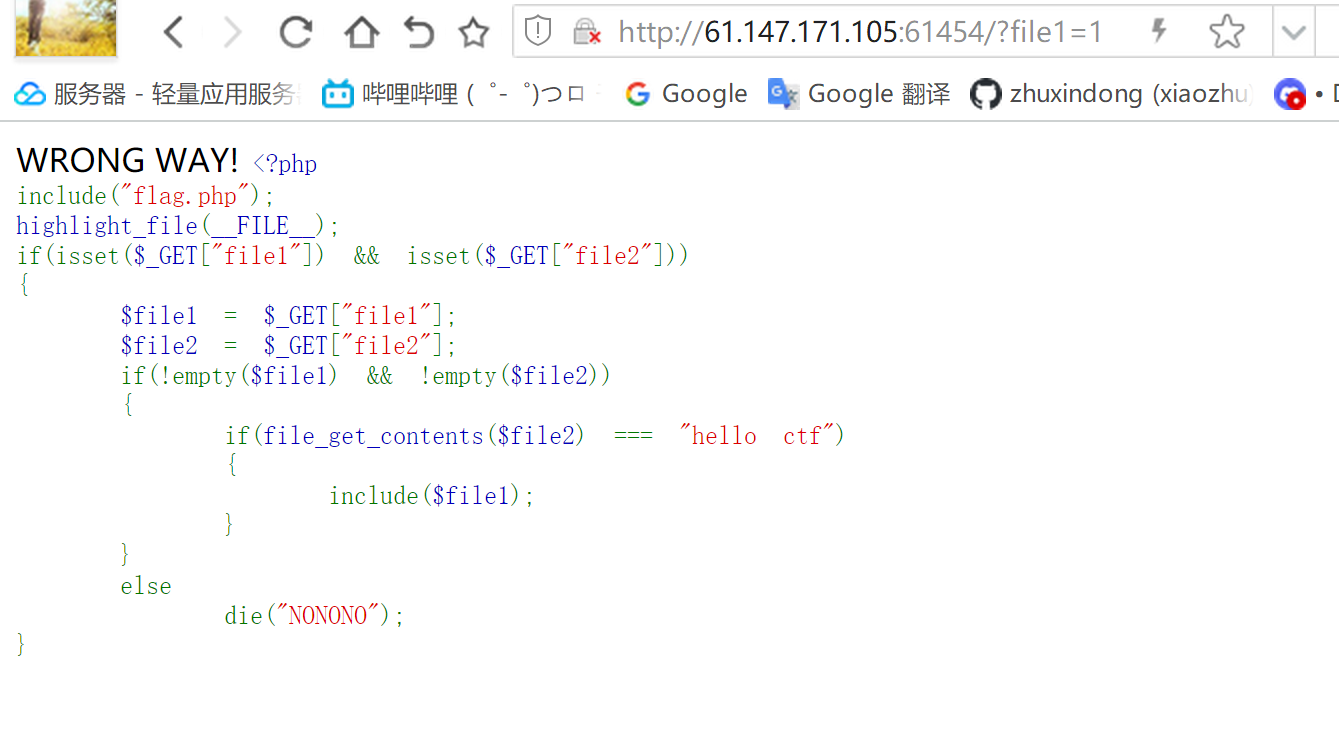 http://61.147.171.105:61454/?file1=1
服务器 - 轻量应用服务 哔哩哔哩 ( ゜- ゜)つロ Google Google 翻译 zhuxindong (xiaozhu
WRONG WAY! <?php
include("flag.php");
highlight_file(__FILE__);
if(isset($_GET["file1"]) && isset($_GET["file2"]))
{
$file1 = $_GET["file1"];
$file2 = $_GET["file2"];
if(!empty($file1) && !empty($file2))
{
if(file_get_contents($file2) === "hello ctf")
{
include($file1);
}
}
else
die("NONONO");
}